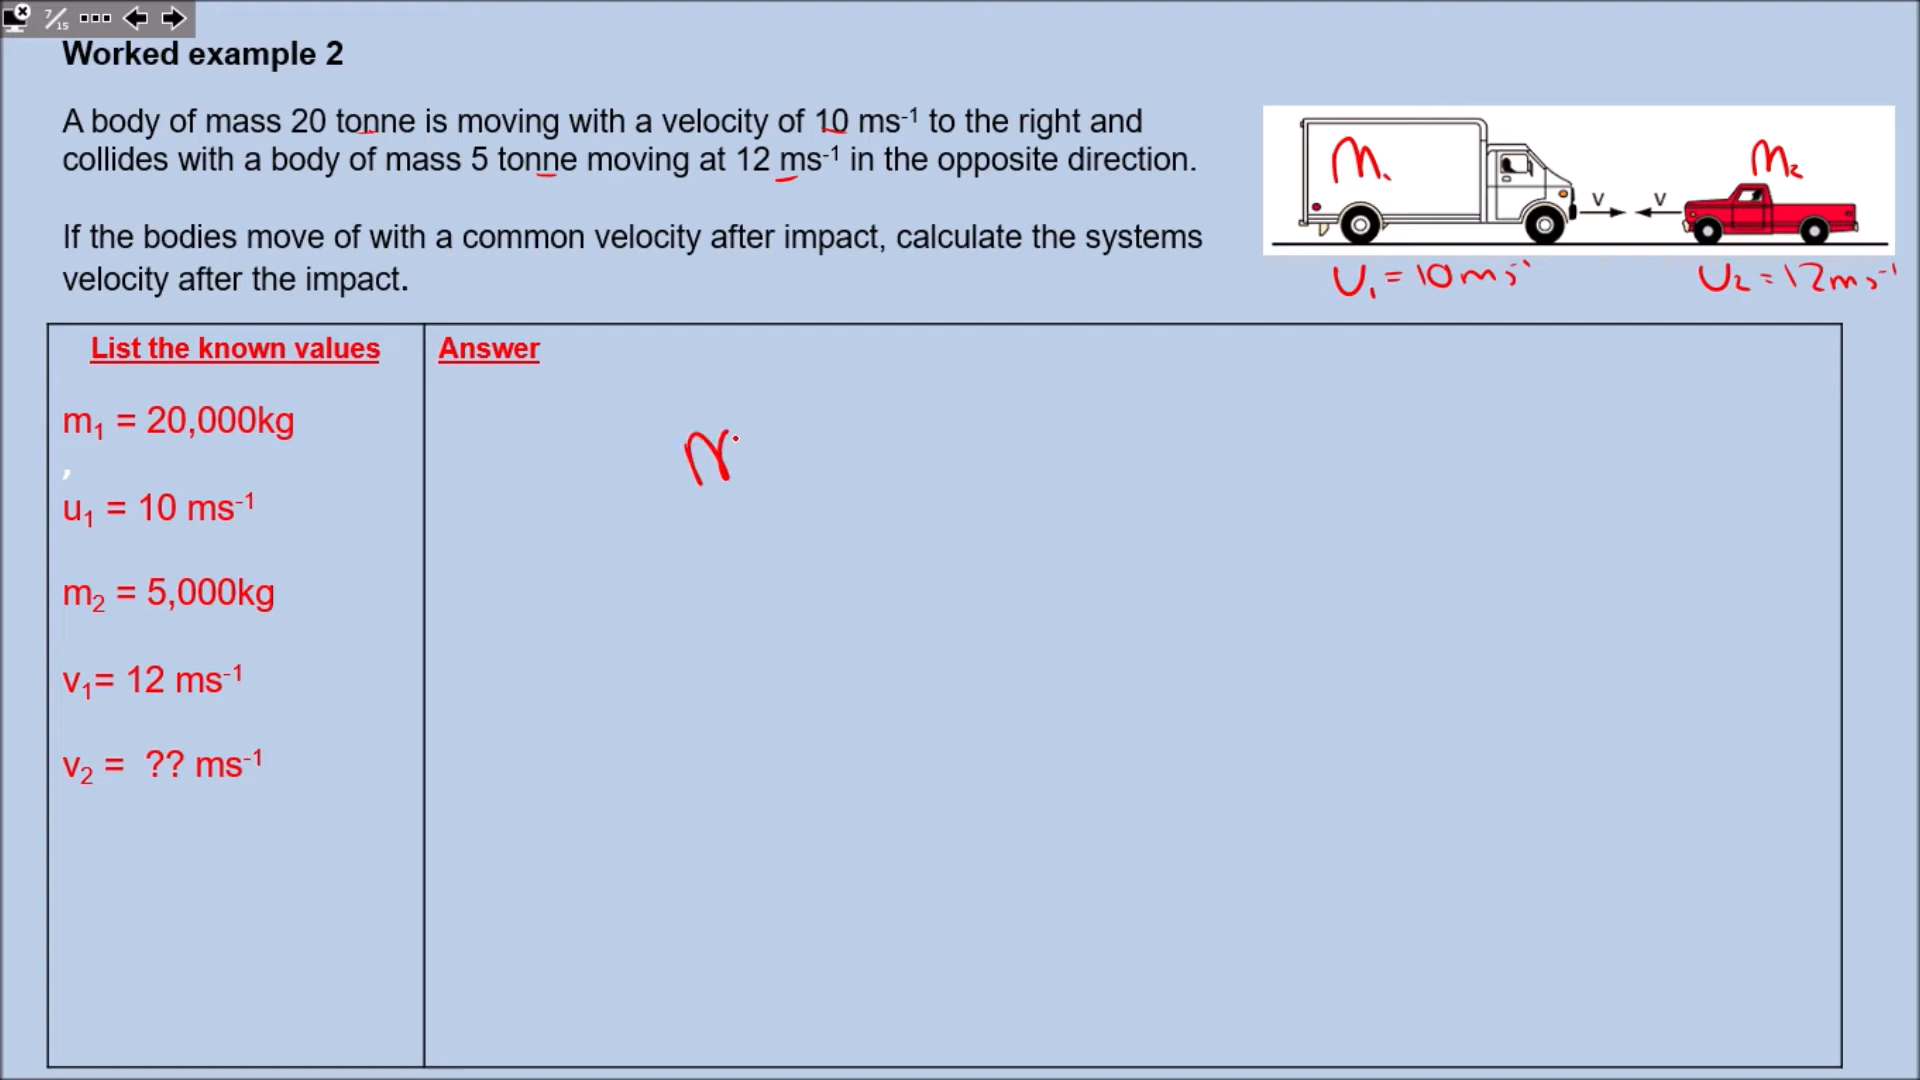 7/15
Worked example 2
A body of mass 20 tonne is moving with a velocity of 10 ms⁻¹ to the right and
collides with a body of mass 5 tonne moving at 12 ms⁻¹ in the opposite direction.
If the bodies move of with a common velocity after impact, calculate the systems
velocity after the impact.
M₁
M₂
V V
U₁ = 10ms⁻¹
U₂ = 12ms⁻¹
List the known values
m₁ = 20,000kg
,
u₁ = 10 ms⁻¹
m₂ = 5,000kg
v₁= 12 ms⁻¹
v₂ = ?? ms⁻¹
Answer